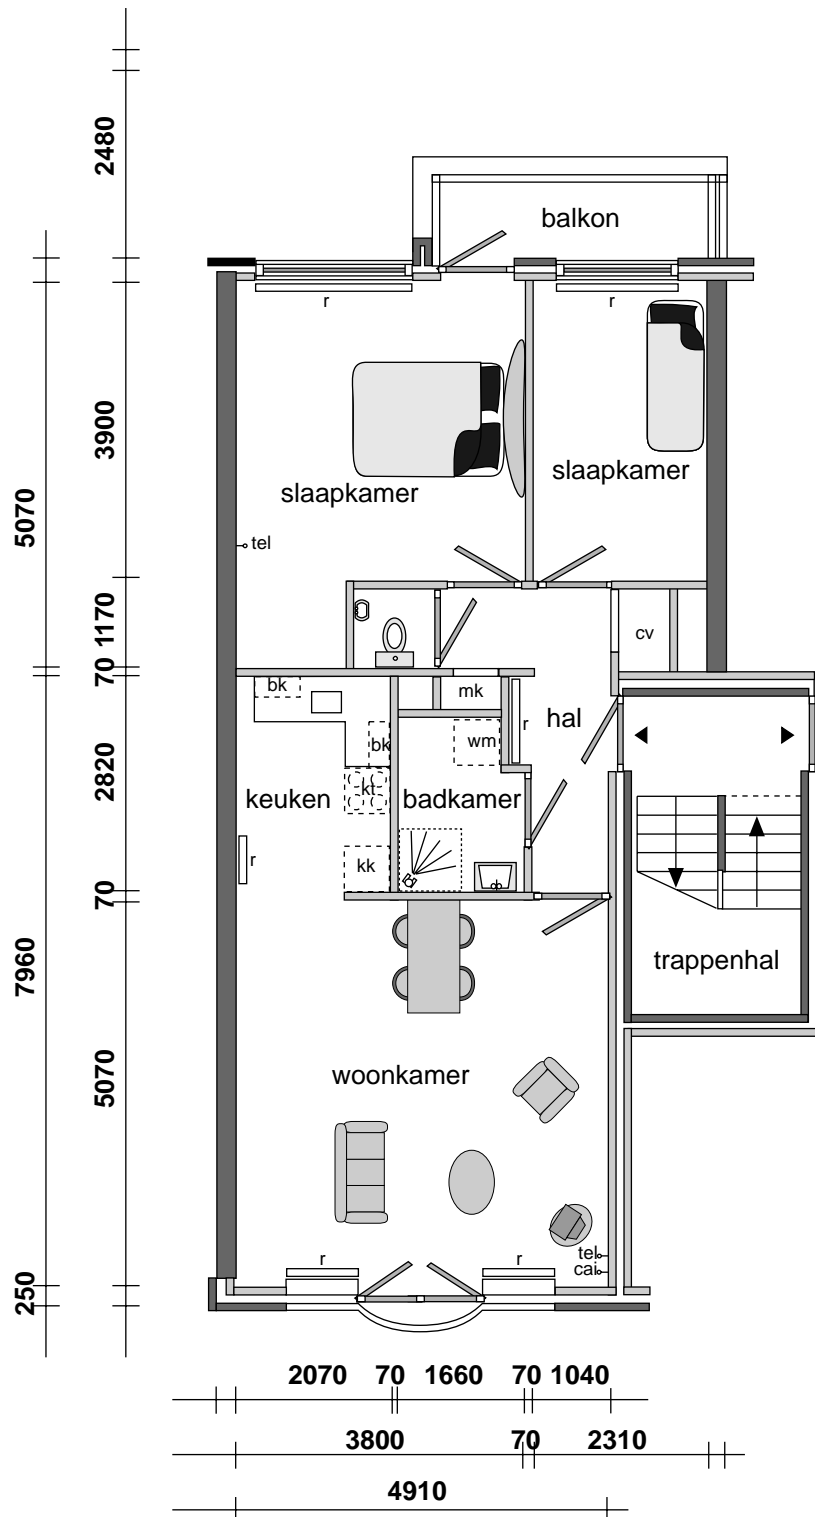 2480
balkon
r
r
3900
slaapkamer
slaapkamer
5070
tel
1170
cv
70
bk
mk
hal
r
bk
wm
2820
kt
keuken
badkamer
r
kk
70
7960
trappenhal
woonkamer
5070
tel
cai
r
r
250
2070 70 1660 70 1040
3800 70 2310
4910